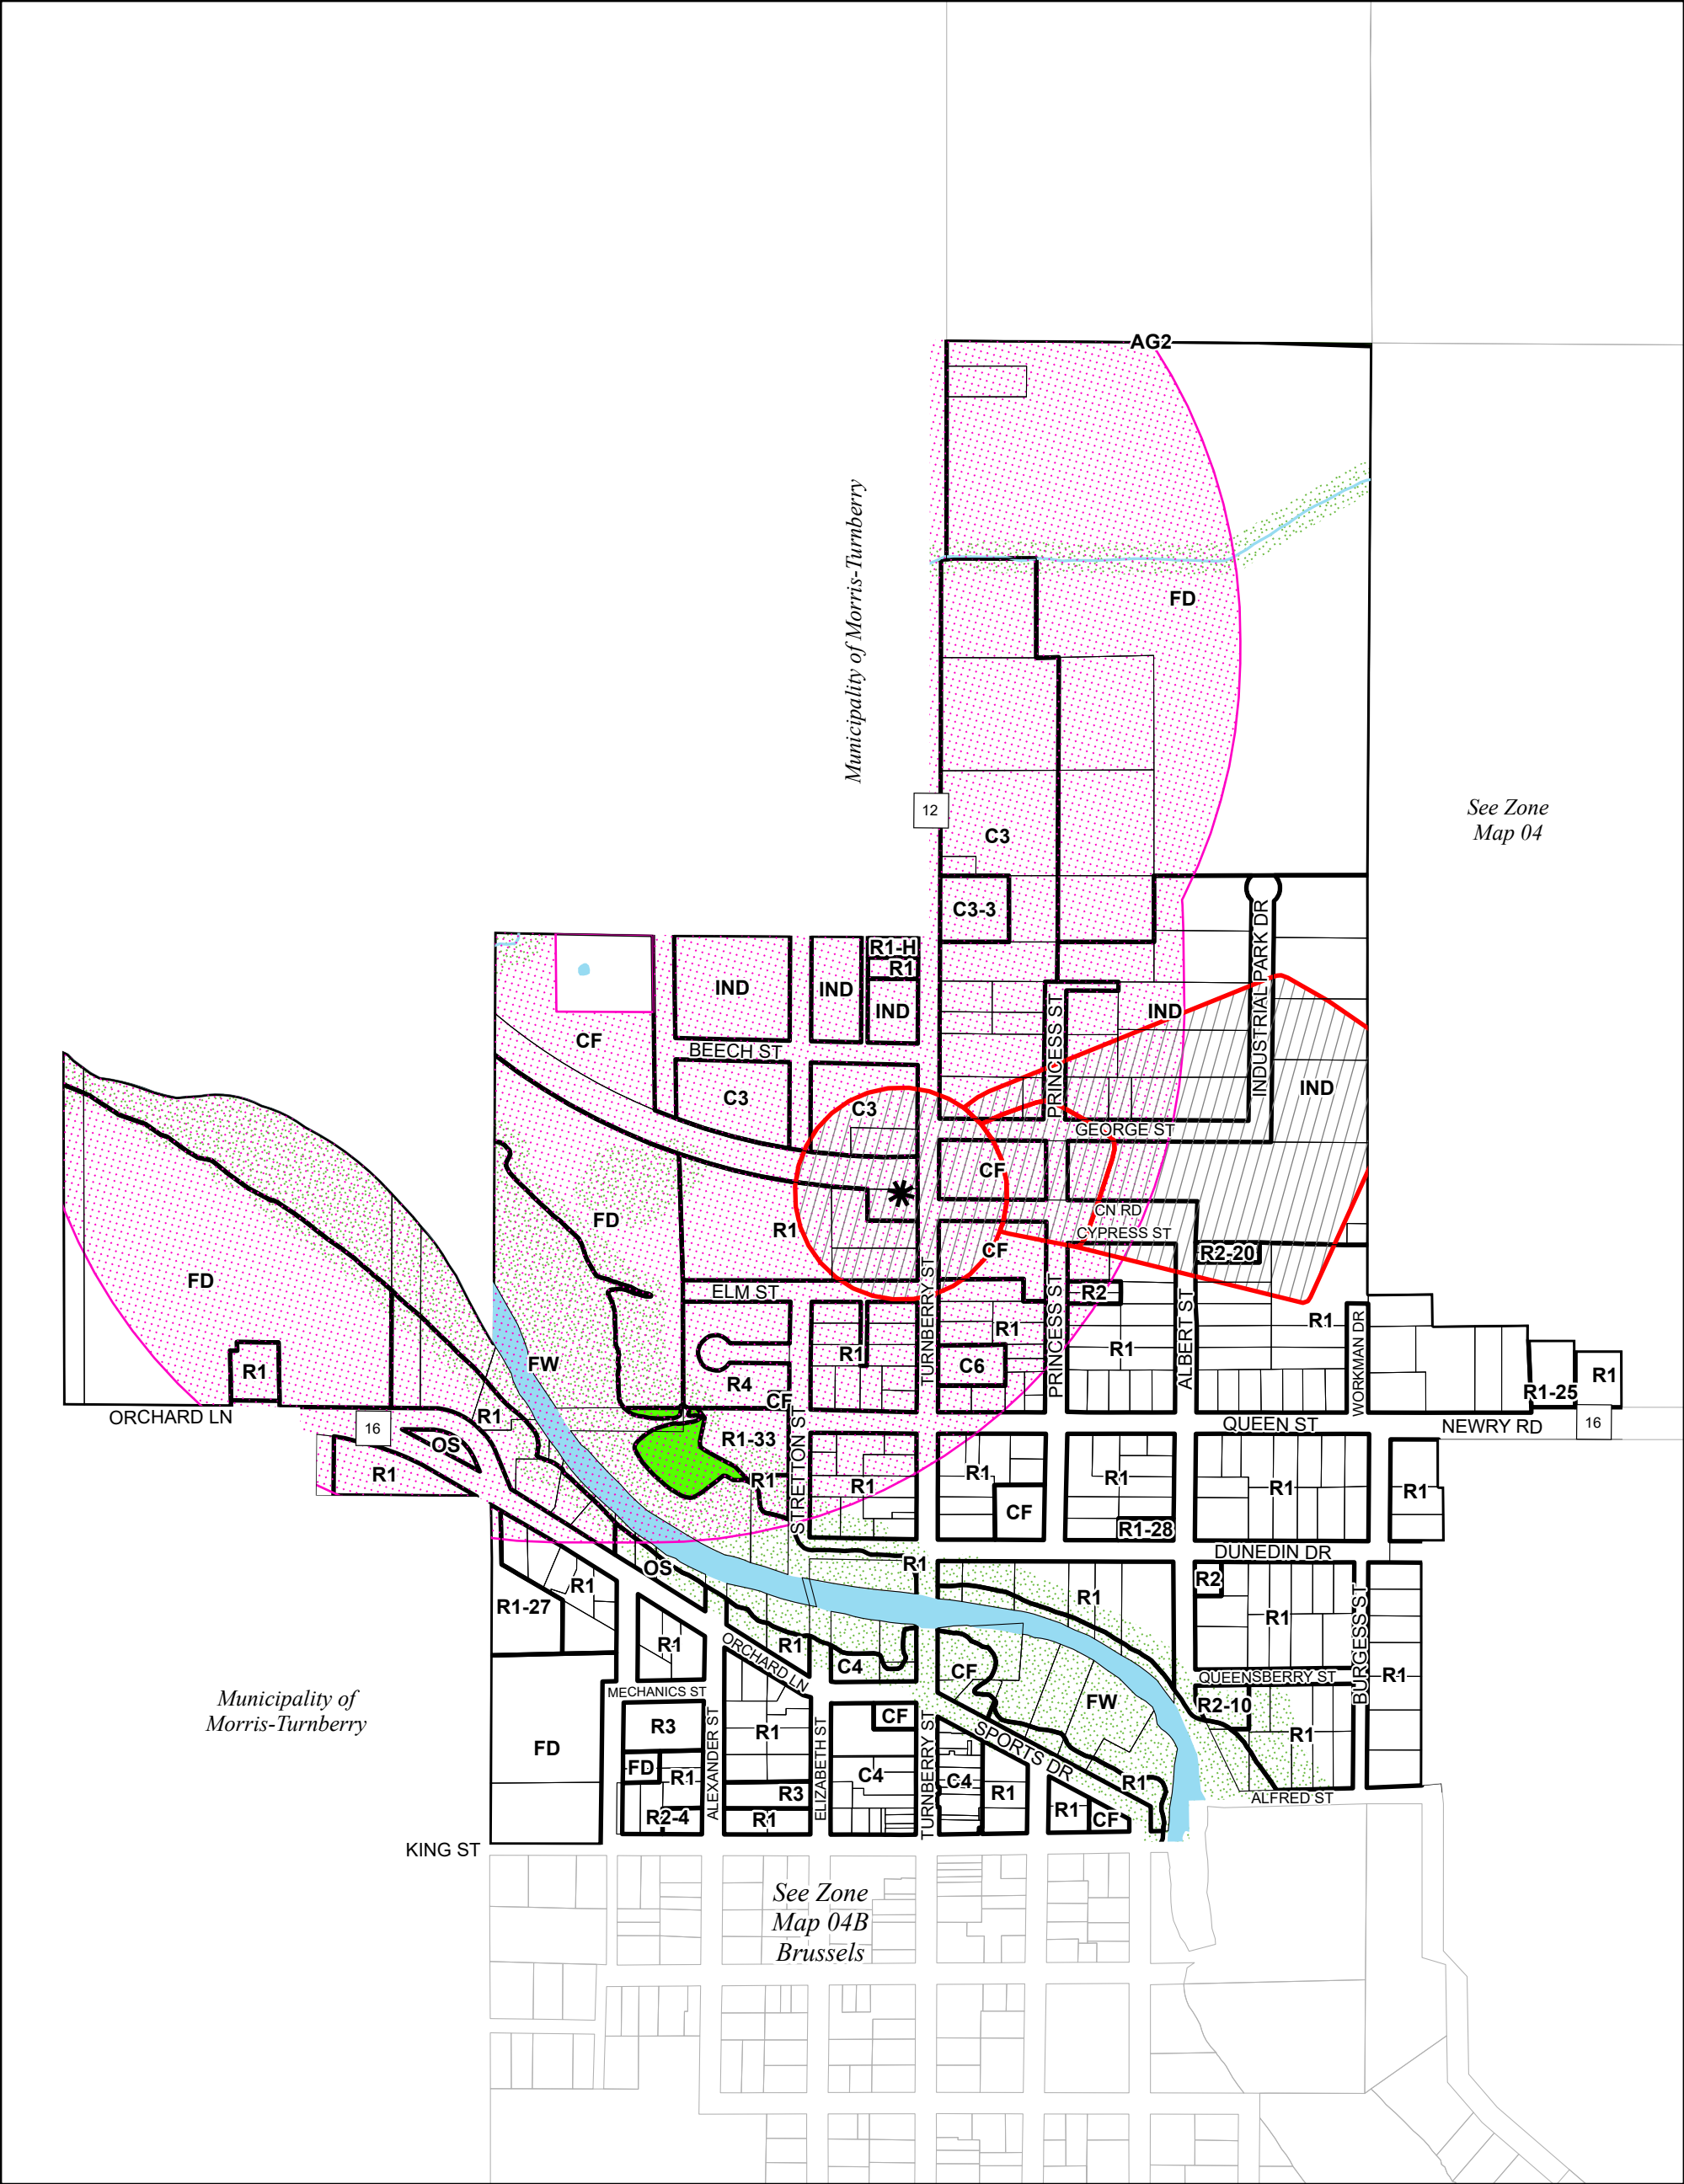 AG2
Municipality of Morris-Turnberry
FD
12
C3
See Zone
Map 04
C3-3
R1-H
R1
IND
IND
IND
IND
INDUSTRIAL PARK DR
PRINCESS ST
CF
BEECH ST
C3
C3
IND
GEORGE ST
CF
CN RD
CYPRESS ST
FD
R1
CF
R2-20
FD
ELM ST
TURNBERRY ST
R2
PRINCESS ST
ALBERT ST
R1
WORKMAN DR
R1
R1
R1
FW
R1
C6
R4
R1
R1-25
CF
ORCHARD LN
R1
16
QUEEN ST
NEWRY RD
16
OS
R1-33
STRETTON S
R1
R1
R1
R1
R1
R1
R1
CF
R1-28
DUNEDIN DR
OS
R1
R1
R2
R1-27
R1
R1
BURGESS ST
R1
R1
ORCHARD LN
C4
CF
QUEENSBERRY ST
R1
MECHANICS ST
FW
R2-10
Municipality of
Morris-Turnberry
R3
ALEXANDER ST
R1
ELIZABETH ST
CF
TURNBERRY ST
SPORTS DR
R1
FD
FD
R1
C4
C4
R1
R1
R3
ALFRED ST
R2-4
R1
R1
CF
KING ST
See Zone
Map 04B
Brussels